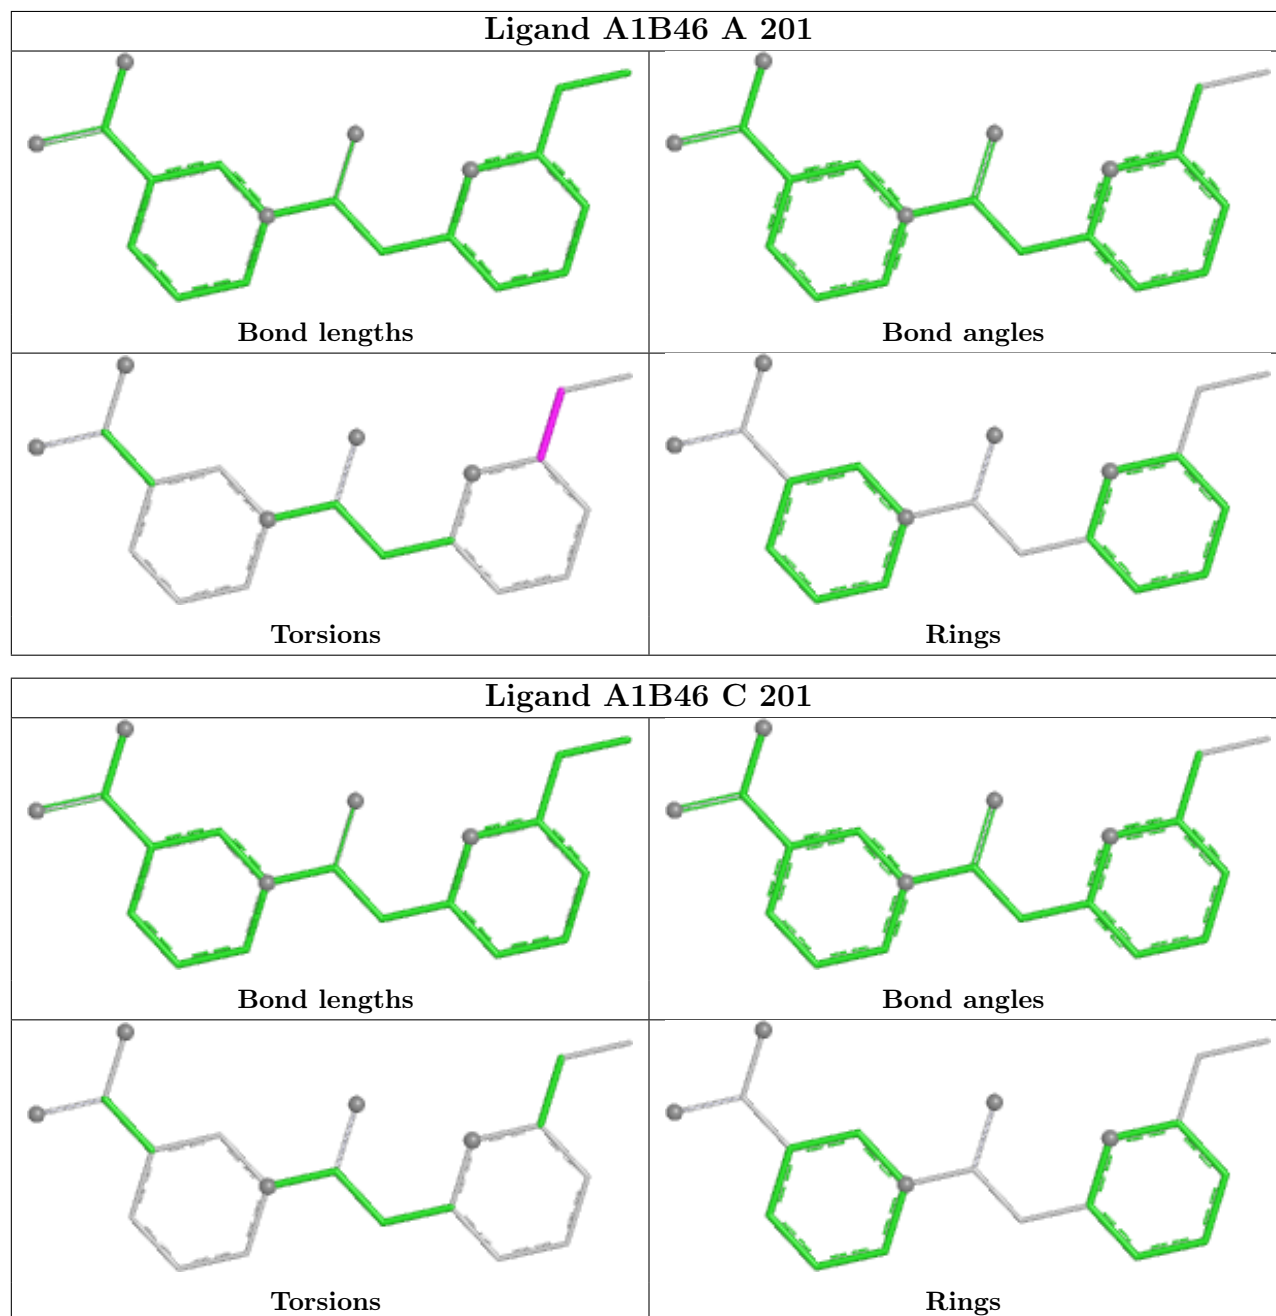 Ligand A1B46 A 201
Bond lengths
Bond angles
Torsions
Rings
Ligand A1B46 C 201
Bond lengths
Bond angles
Torsions
Rings